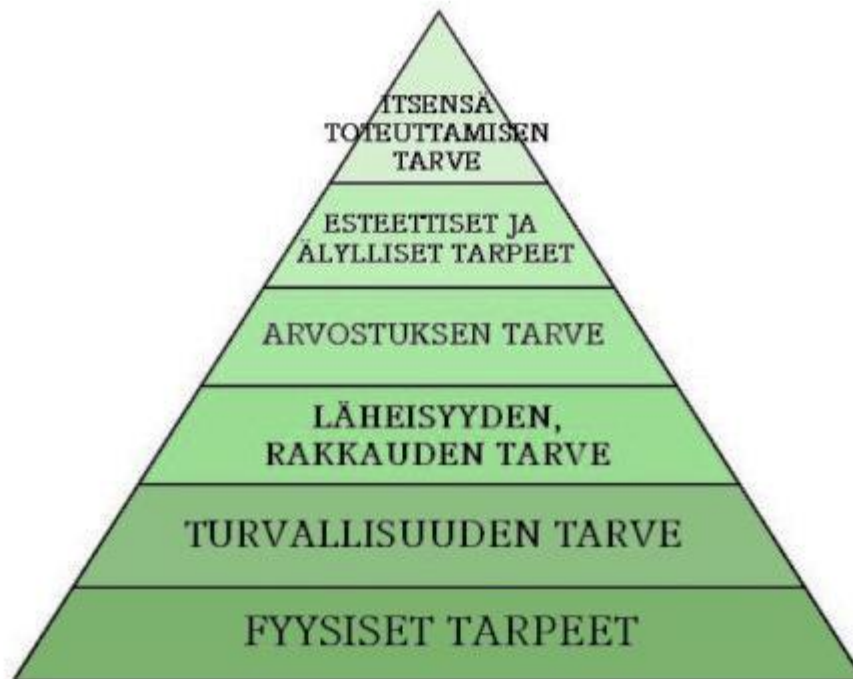 ITSENSÄ
TOTEUTTAMISEN
TARVE
ESTEETTISET JA
ÄLYLLISET TARPEET
ARVOSTUKSEN TARVE
LÄHEISYYDEN,
RAKKAUDEN TARVE
TURVALLISUUDEN TARVE
FYYSISET TARPEET